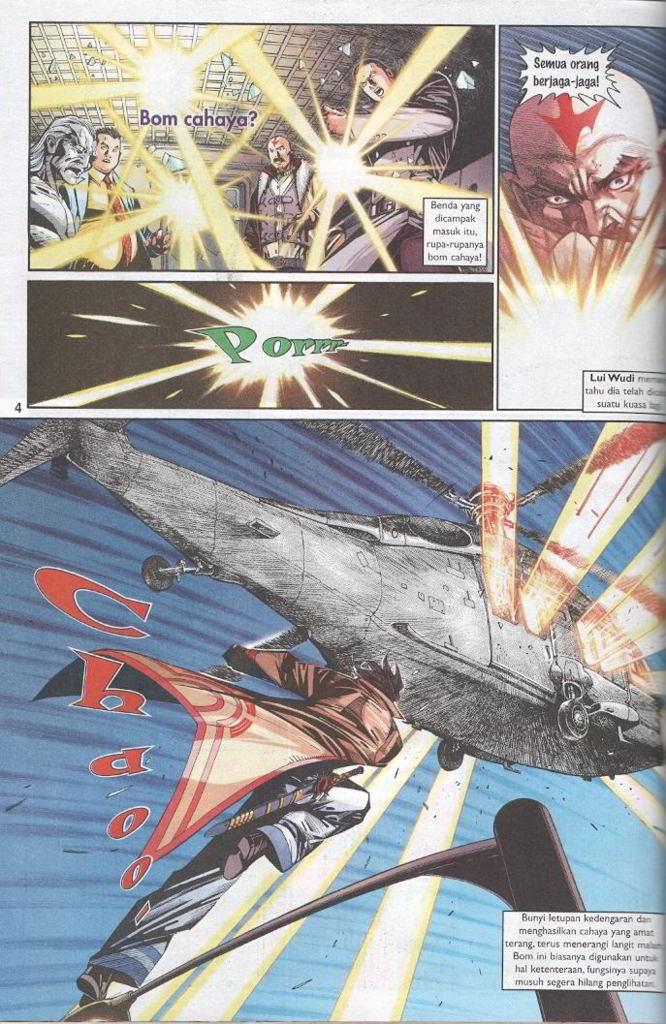 Bom cahaya?
Benda yang
dicampak
masuk itu,
rupa-rupanya
bom cahaya!
Semua orang
berjaga-jaga!
Porrr-
Lui Wudi
tahu dia telah
suatu kuasa
4
Chaoo-
Bunyi letupan kedengaran dan
menghasilkan cahaya yang amat
terang, terus menerangi langit malam.
Bom ini biasanya digunakan untuk
hal ketenteraan, fungsinya supaya
musuh segera hilang penglihatan.